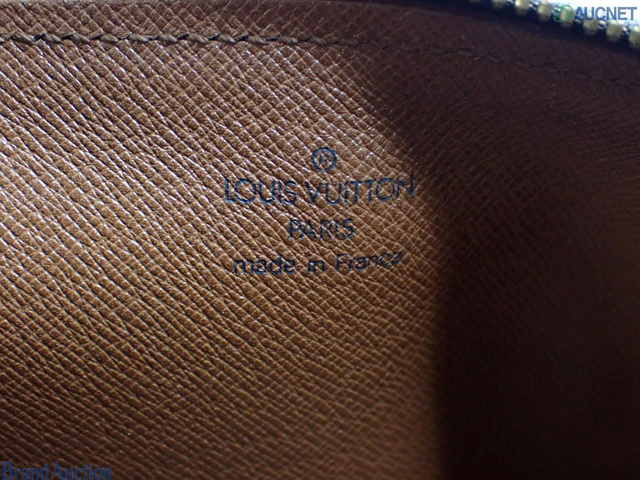 AUCNET
®
LOUIS VUITTON
PARIS
made in France
Brand Auction